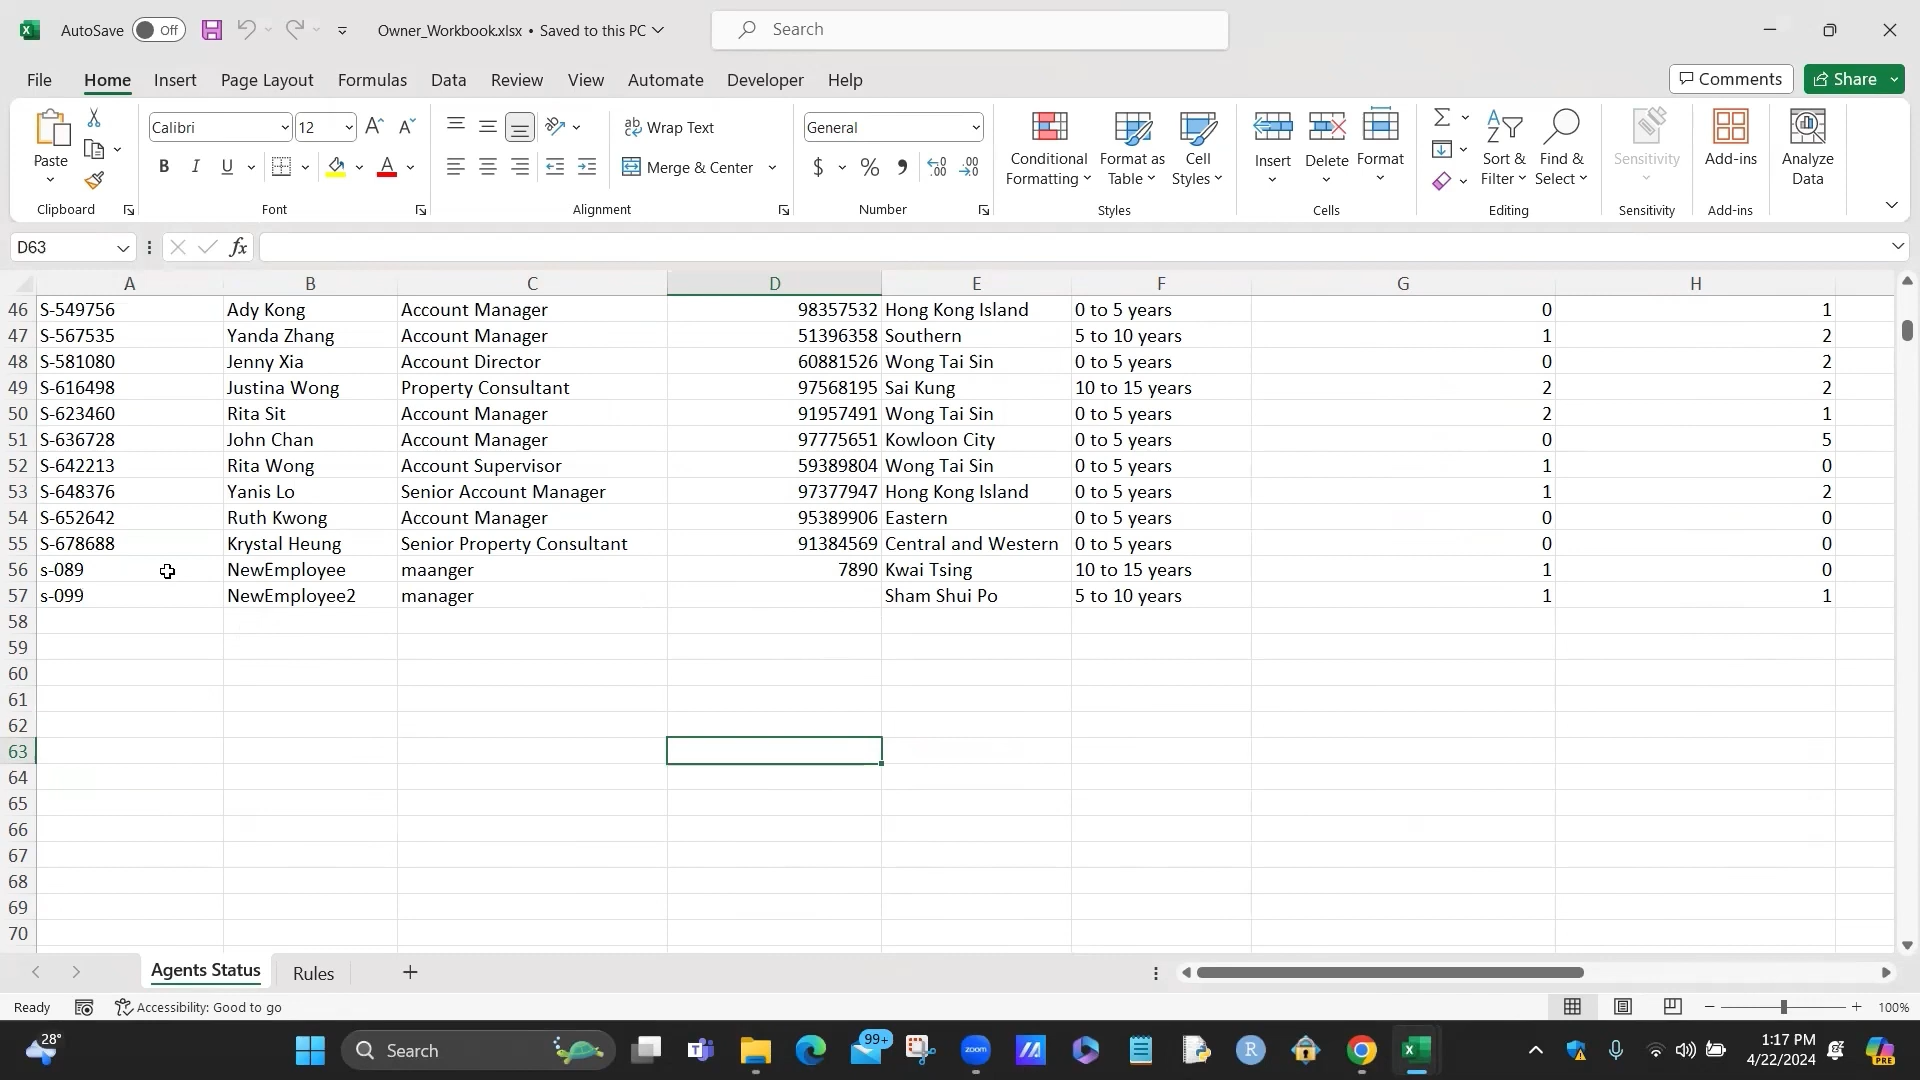 AutoSave Off Owner_Workbook.xlsx • Saved to this PC Search
File Home Insert Page Layout Formulas Data Review View Automate Developer Help Comments Share
Paste Calibri 12 B I U A Wrap Text Merge & Center General $ % Conditional Formatting Format as Table Cell Styles Insert Delete Format Sort & Filter Find & Select Sensitivity Add-ins Analyze Data
Clipboard Font Alignment Number Styles Cells Editing Sensitivity Add-ins
D63 fx
A B C D E F G H
46 S-549756 Ady Kong Account Manager 98357532 Hong Kong Island 0 to 5 years 0 1
47 S-567535 Yanda Zhang Account Manager 51396358 Southern 5 to 10 years 1 2
48 S-581080 Jenny Xia Account Director 60881526 Wong Tai Sin 0 to 5 years 0 2
49 S-616498 Justina Wong Property Consultant 97568195 Sai Kung 10 to 15 years 2 2
50 S-623460 Rita Sit Account Manager 91957491 Wong Tai Sin 0 to 5 years 2 1
51 S-636728 John Chan Account Manager 97775651 Kowloon City 0 to 5 years 0 5
52 S-642213 Rita Wong Account Supervisor 59389804 Wong Tai Sin 0 to 5 years 1 0
53 S-648376 Yanis Lo Senior Account Manager 97377947 Hong Kong Island 0 to 5 years 1 2
54 S-652642 Ruth Kwong Account Manager 95389906 Eastern 0 to 5 years 0 0
55 S-678688 Krystal Heung Senior Property Consultant 91384569 Central and Western 0 to 5 years 0 0
56 s-089 NewEmployee maanger 7890 Kwai Tsing 10 to 15 years 1 0
57 s-099 NewEmployee2 manager Sham Shui Po 5 to 10 years 1 1
58
59
60
61
62
63
64
65
66
67
68
69
70
Agents Status Rules
Ready Accessibility: Good to go 100%
28° Search 99+ zoom R 1:17 PM
4/22/2024 PRE